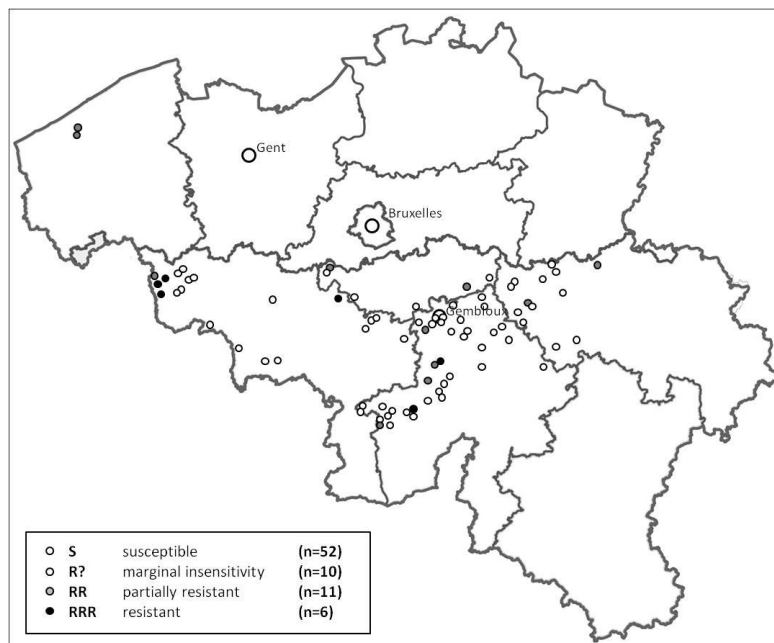 Gent
Bruxelles
Gembloux
S susceptible (n=52)
R? marginal insensitivity (n=10)
RR partially resistant (n=11)
RRR resistant (n=6)